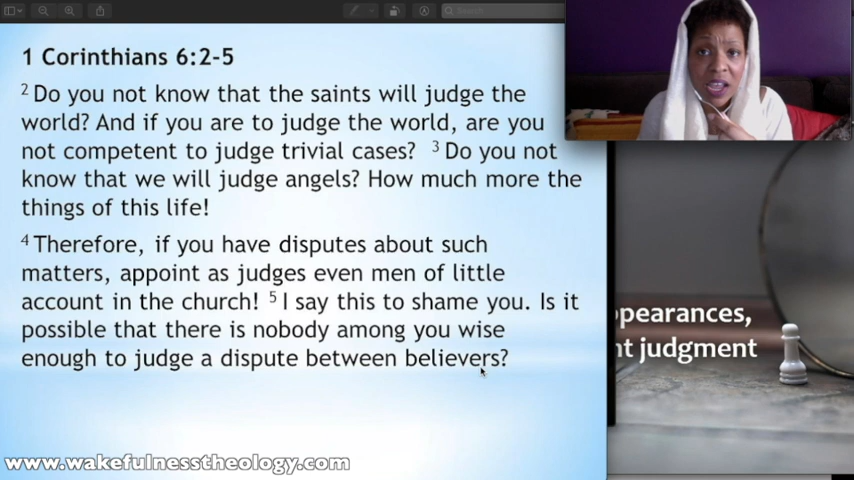 Search
1 Corinthians 6:2-5
2 Do you not know that the saints will judge the
world? And if you are to judge the world, are you
not competent to judge trivial cases? 3 Do you not
know that we will judge angels? How much more the
things of this life!
4 Therefore, if you have disputes about such
matters, appoint as judges even men of little
account in the church! 5 I say this to shame you. Is it
possible that there is nobody among you wise
enough to judge a dispute between believers?
ppearances,
nt judgment
www.wakefulnesstheology.com